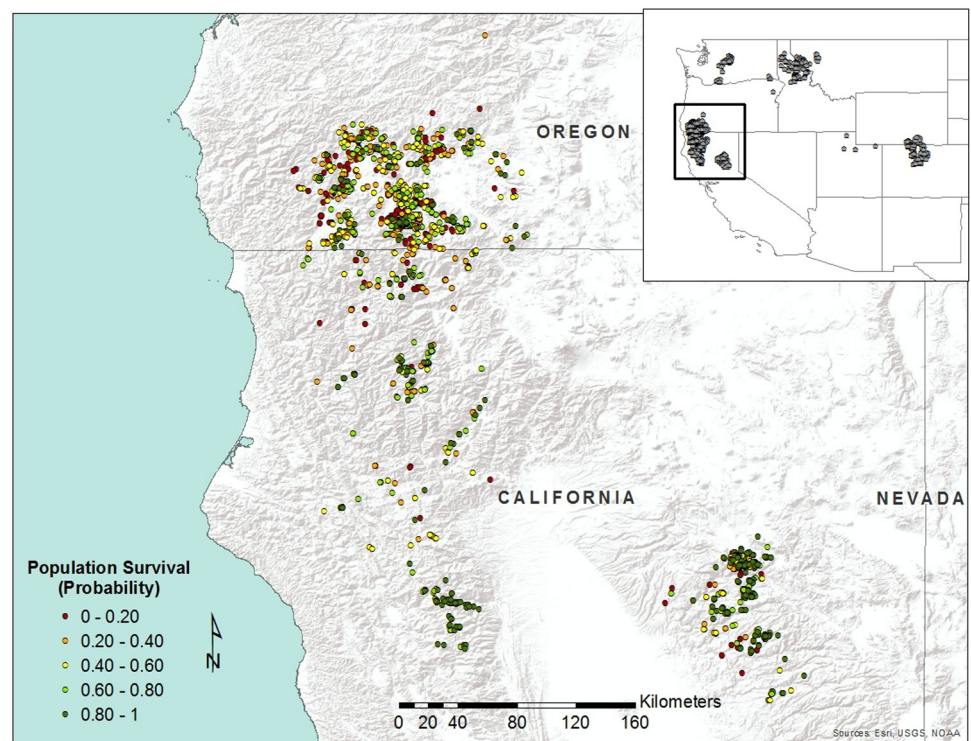 OREGON
CALIFORNIA
NEVADA
Population Survival
(Probability)
0 - 0.20
0.20 - 0.40
0.40 - 0.60
0.60 - 0.80
0.80 - 1
N
Kilometers
0 20 40 80 120 160
Sources: Esri, USGS, NOAA